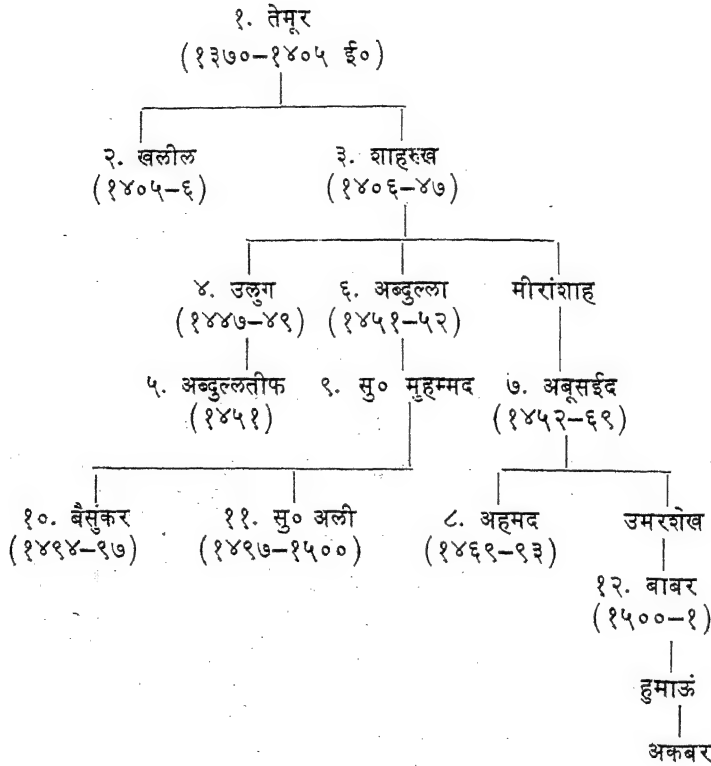 १. तेमूर
(१३७०–१४०५ ई०)
२. खलील ३. शाहरुख
(१४०५–६) (१४०६–४७)
४. उलुग ६. अब्दुल्ला मीरांशाह
(१४४७–४९) (१४५१–५२)
५. अब्दुल्लतीफ ९. सु० मुहम्मद ७. अबूसईद
(१४५१) (१४५२–६९)
१०. बैसुंकर ११. सु० अली ८. अहमद उमरशेख
(१४९४–९७) (१४९७–१५००) (१४६९–९३)
१२. बाबर
(१५००–१)
हुमाऊं
अकबर